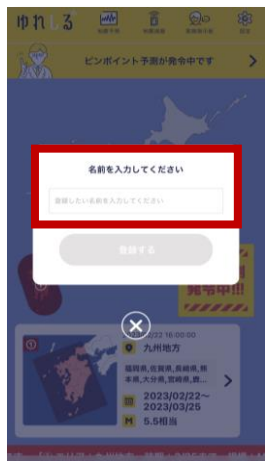 ゆれしる
地震予測
設定
ピンポイント予測が発令中です
名前を入力してください
登録したい名前を入力してください
登録する
発令中!!!
2023/02/22 16:00:00
九州地方
福岡県,佐賀県,長崎県,熊
本県,大分県,宮崎県,鹿...
2023/02/22〜
2023/03/25
M 5.5相当